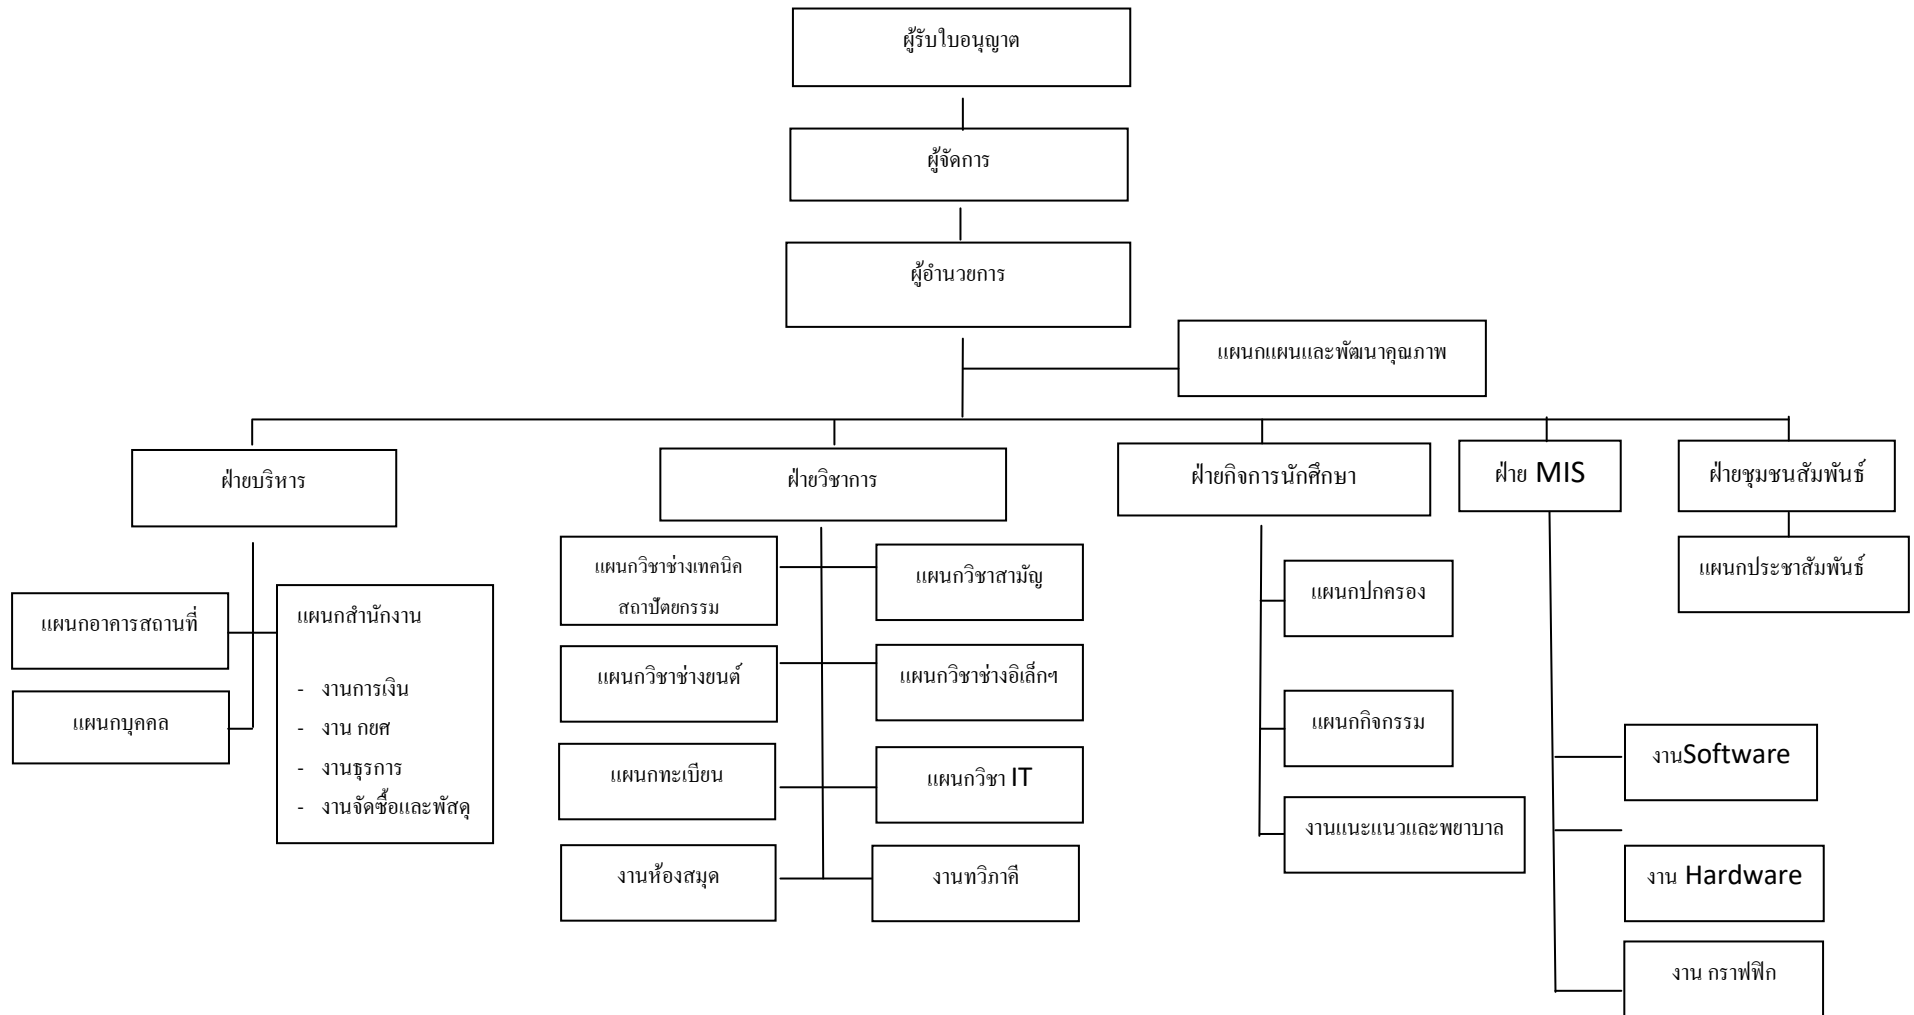 ผู้รับใบอนุญาต
ผู้จัดการ
ผู้อำนวยการ
แผนกแผนและพัฒนาคุณภาพ
ฝ่ายบริหาร
ฝ่ายวิชาการ
ฝ่ายกิจการนักศึกษา
ฝ่าย MIS
ฝ่ายชุมชนสัมพันธ์
แผนกอาคารสถานที่
แผนกบุคคล
แผนกสำนักงาน
- งานการเงิน
- งาน กยศ
- งานธุรการ
- งานจัดซื้อและพัสดุ
แผนกวิชาช่างเทคนิค
สถาปัตยกรรม
แผนกวิชาสามัญ
แผนกวิชาช่างยนต์
แผนกวิชาช่างอิเล็กฯ
แผนกทะเบียน
แผนกวิชา IT
งานห้องสมุด
งานทวิภาคี
แผนกปกครอง
แผนกกิจกรรม
งานแนะแนวและพยาบาล
งานSoftware
งาน Hardware
งาน กราฟฟิก
แผนกประชาสัมพันธ์